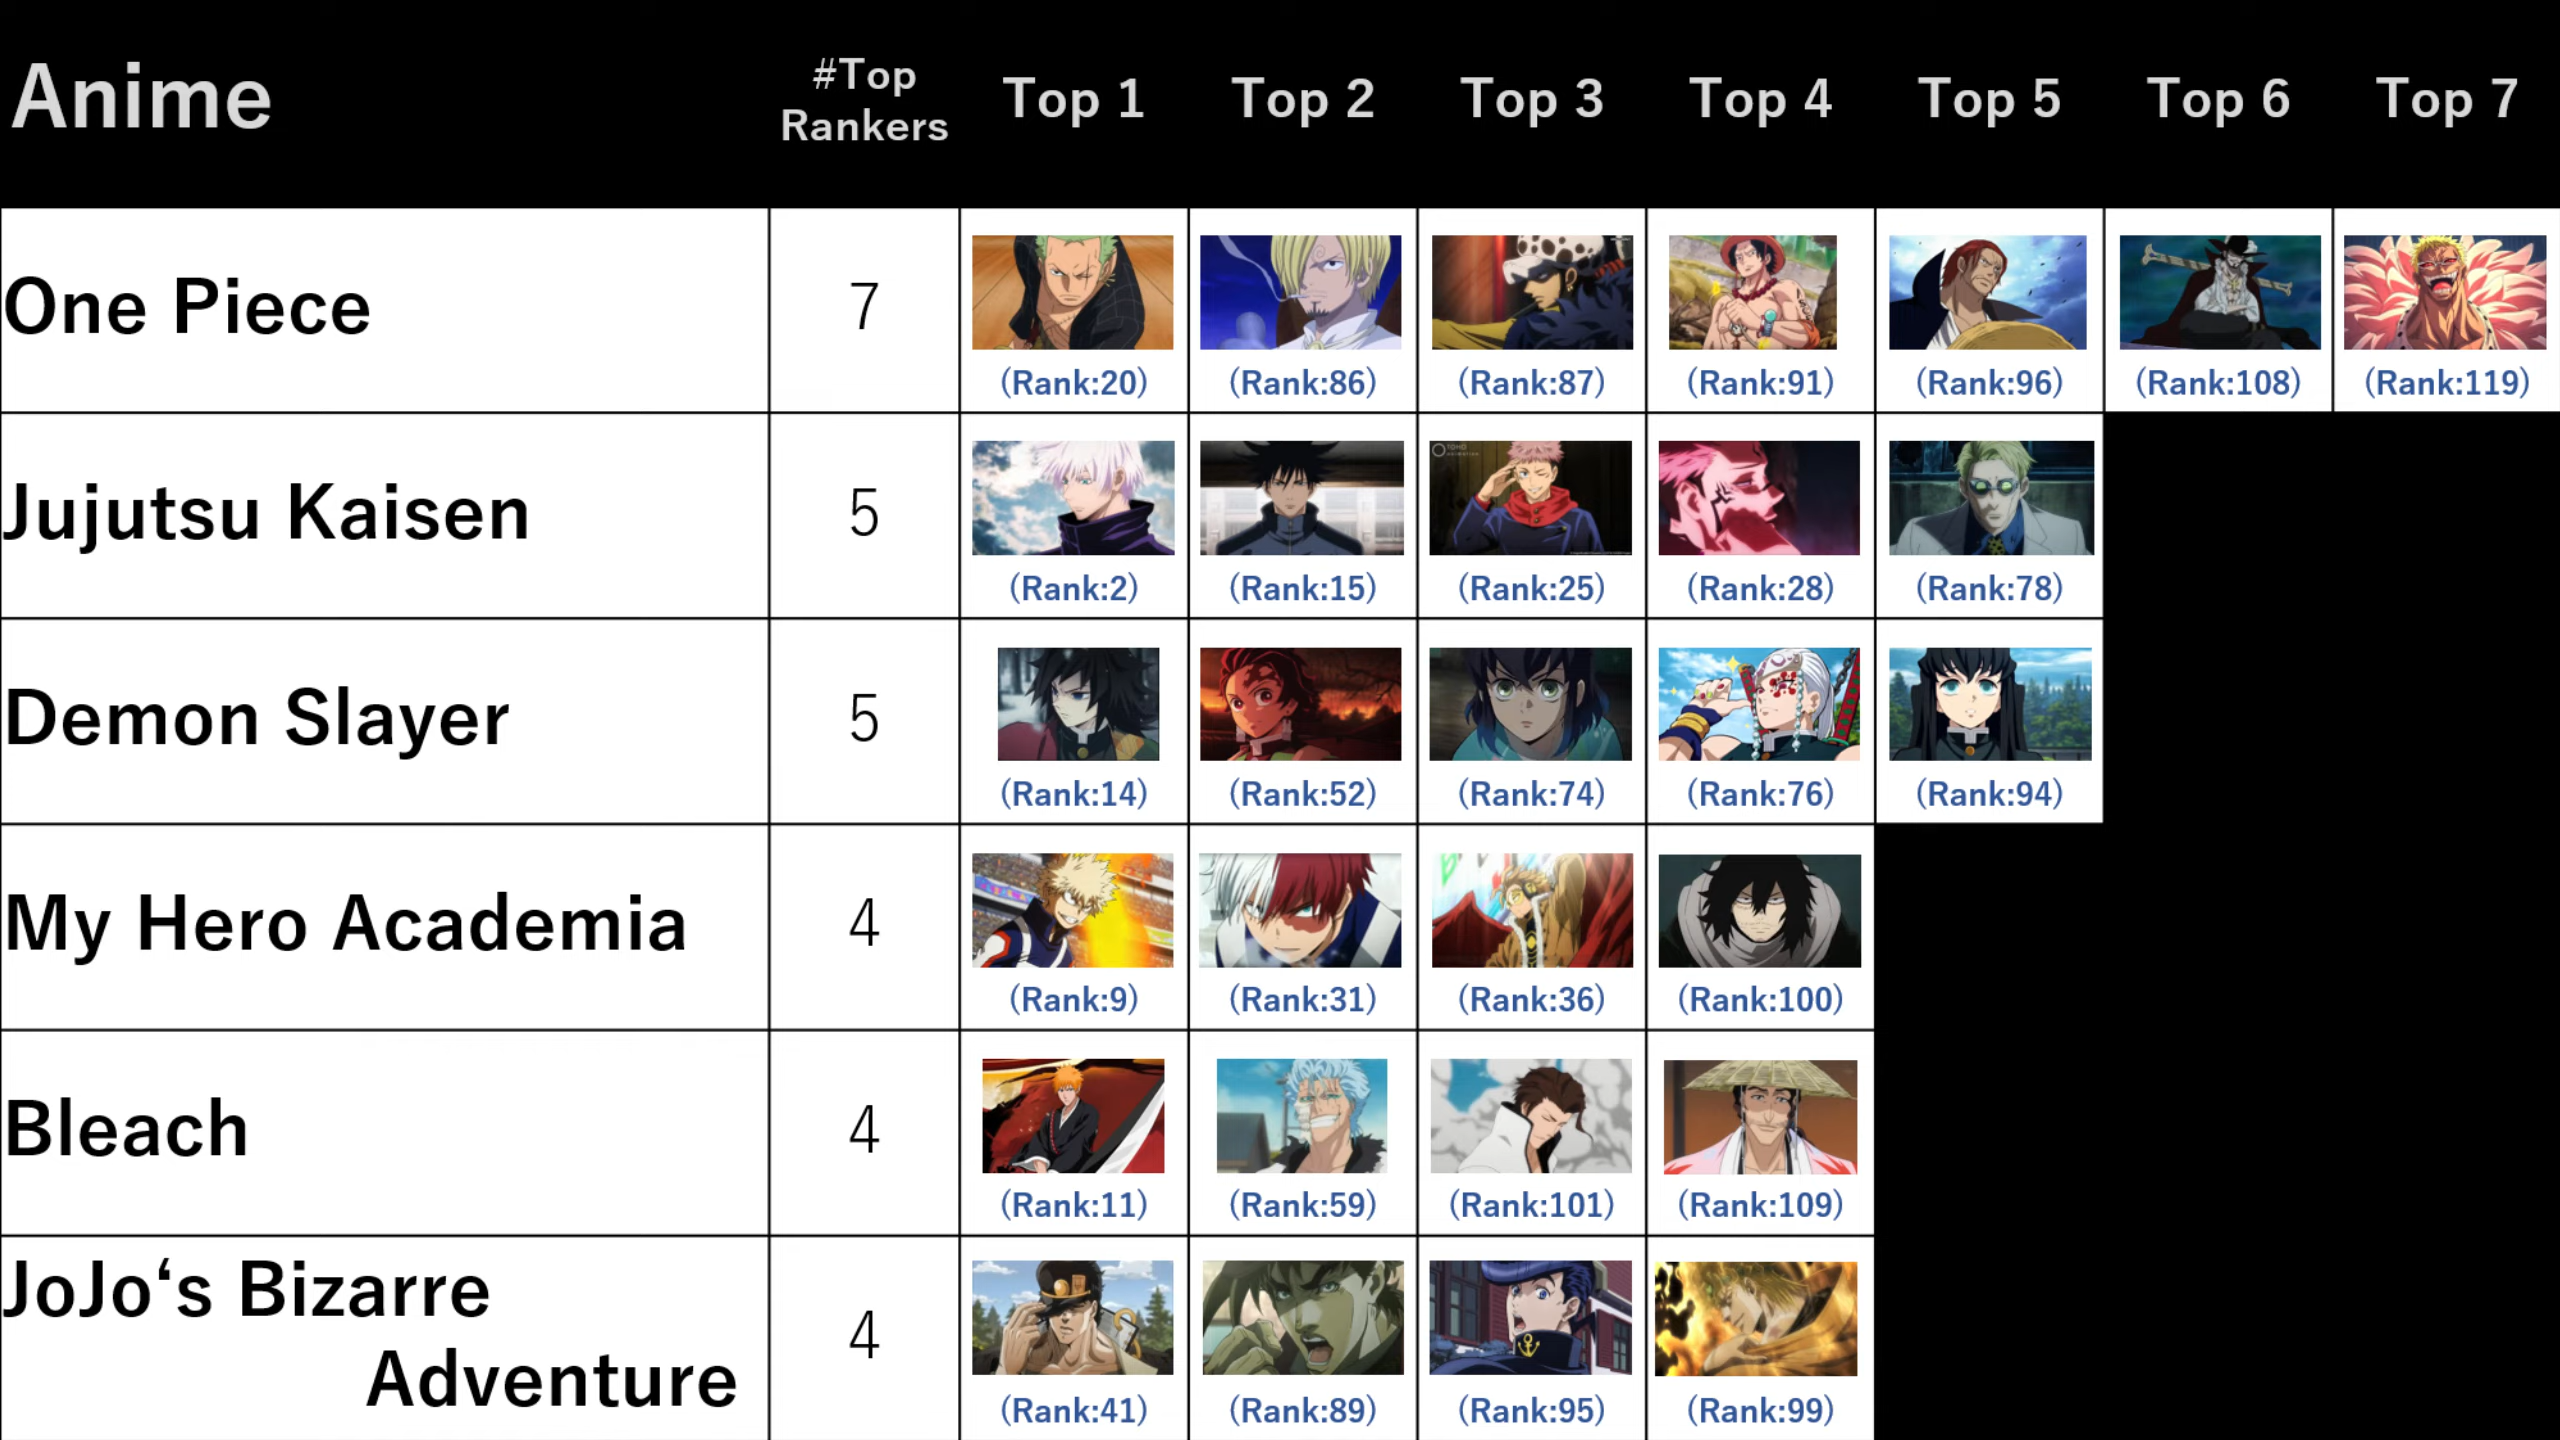 Anime
#Top
Rankers
Top 1
Top 2
Top 3
Top 4
Top 5
Top 6
Top 7
One Piece
7
(Rank:20)
(Rank:86)
(Rank:87)
(Rank:91)
(Rank:96)
(Rank:108)
(Rank:119)
Jujutsu Kaisen
5
TOHO
animation
(Rank:2)
(Rank:15)
(Rank:25)
(Rank:28)
(Rank:78)
Demon Slayer
5
(Rank:14)
(Rank:52)
(Rank:74)
(Rank:76)
(Rank:94)
My Hero Academia
4
(Rank:9)
(Rank:31)
(Rank:36)
(Rank:100)
Bleach
4
(Rank:11)
(Rank:59)
(Rank:101)
(Rank:109)
JoJo‘s Bizarre
Adventure
4
(Rank:41)
(Rank:89)
(Rank:95)
(Rank:99)